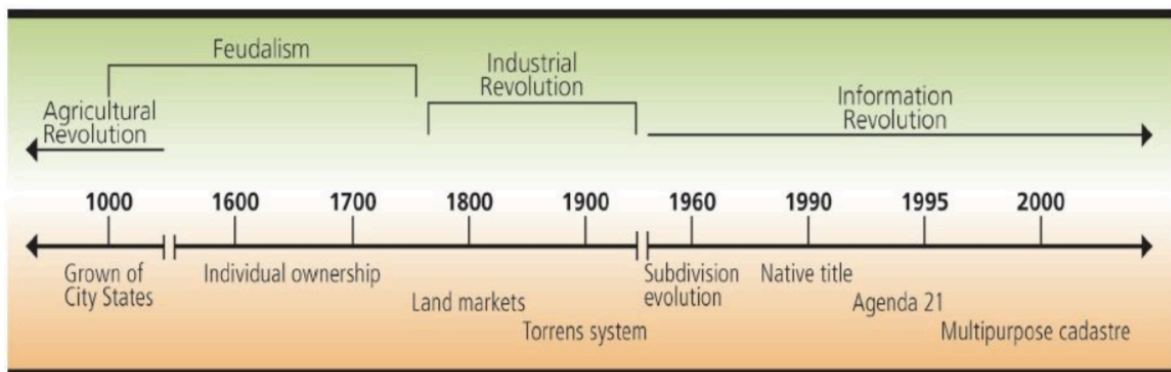 Feudalism
Industrial
Revolution
Information
Revolution
Agricultural
Revolution
1000 1600 1700 1800 1900 1960 1990 1995 2000
Grown of
City States
Individual ownership
Land markets
Torrens system
Subdivision
evolution
Native title
Agenda 21
Multipurpose cadastre